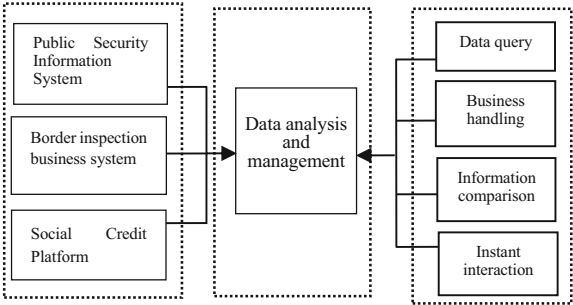 Public Security
Information
System
Border inspection
business system
Social Credit
Platform
Data analysis
and
management
Data query
Business
handling
Information
comparison
Instant
interaction